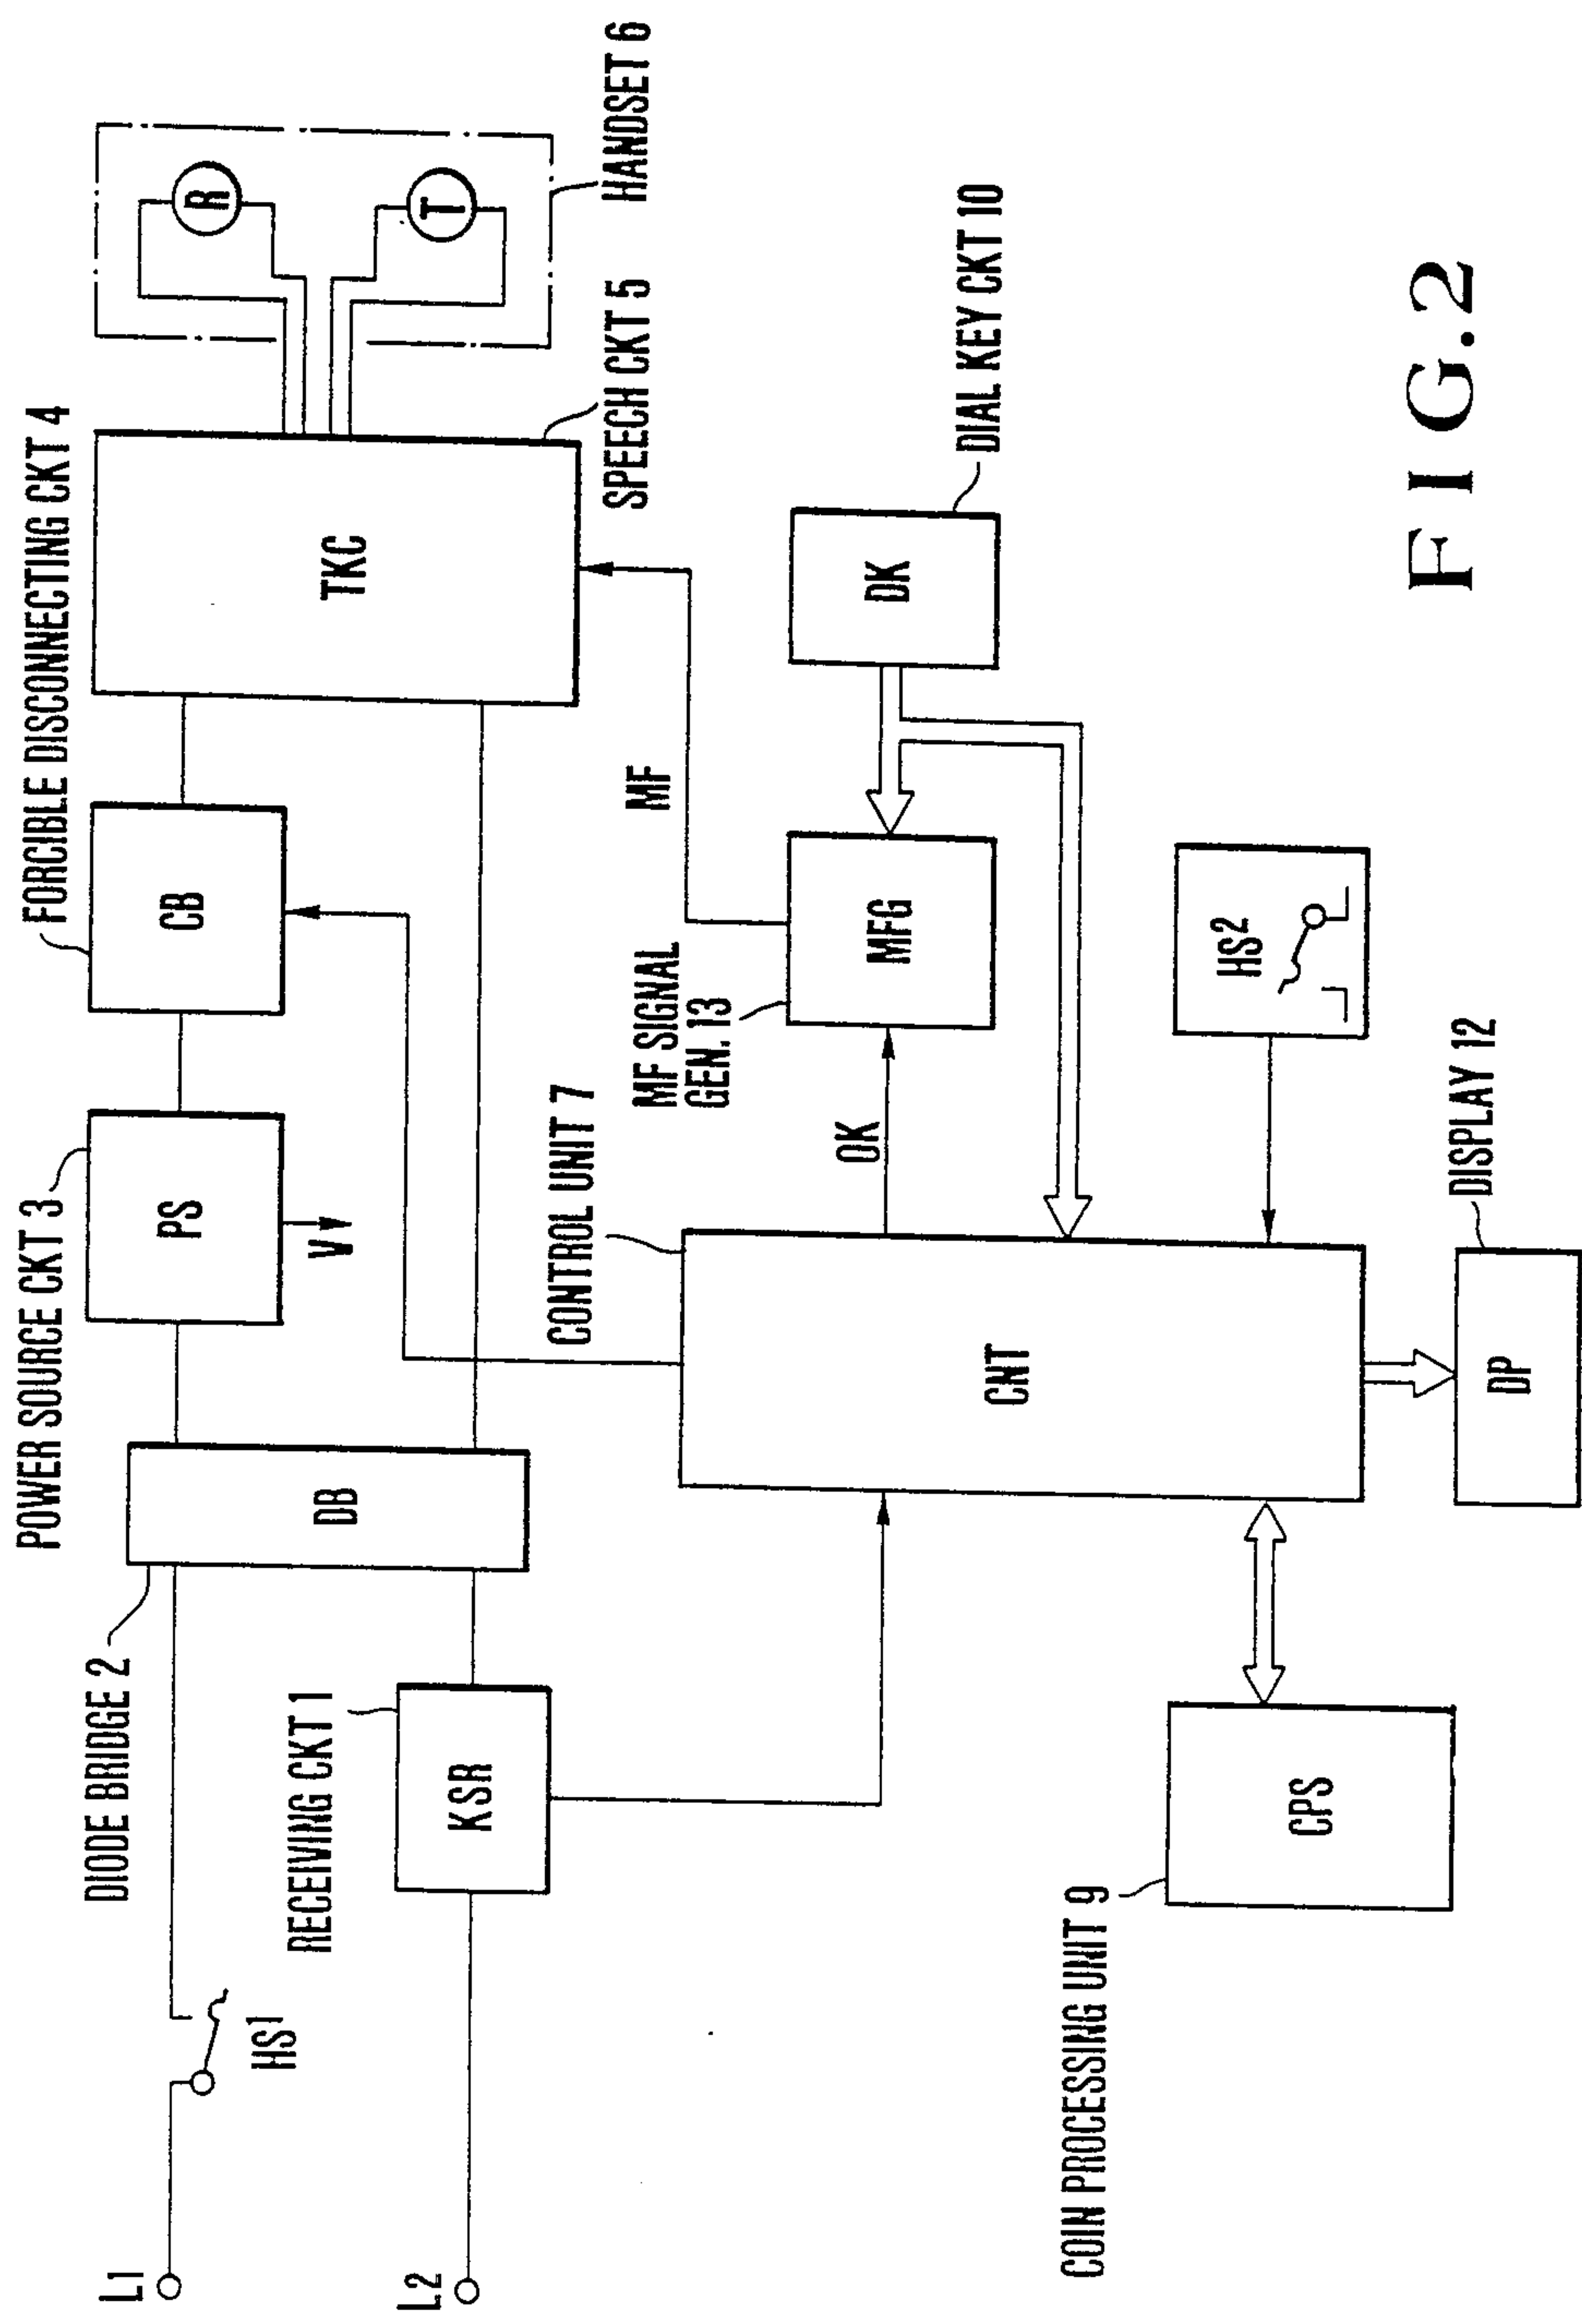 FORCIBLE DISCONNECTING CKT 4
POWER SOURCE CKT 3
DIODE BRIDGE 2
L1
HS1
DB
PS
V
CB
TKC
R
T
HANDSET 6
SPEECH CKT 5
RECEIVING CKT 1
L2
KSR
CONTROL UNIT 7
MF SIGNAL
GEN. 13
MF
OK
MFG
DK
DIAL KEY CKT 10
CNT
HS2
COIN PROCESSING UNIT 9
CPS
DP
DISPLAY 12
FIG.2